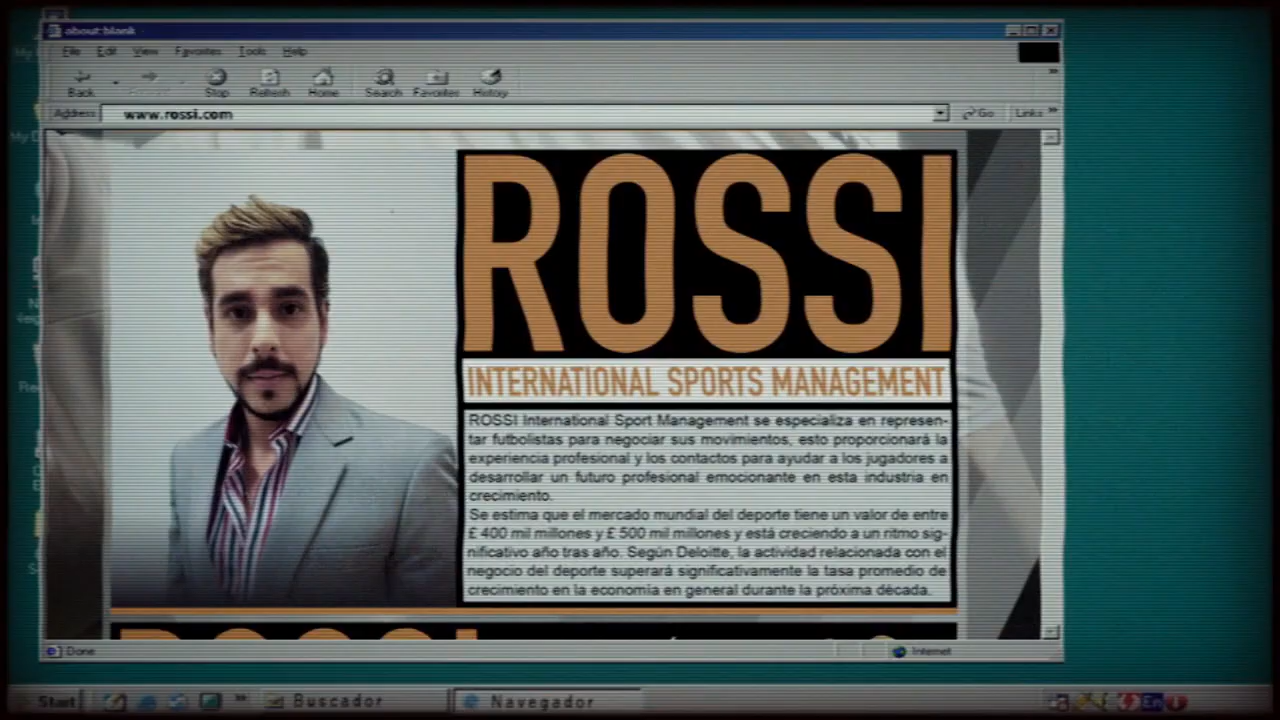 about:blank
File Edit View Favorites Tools Help
Back Stop Refresh Home Search Favorites History
Address www.rossi.com Go Links
ROSSI
INTERNATIONAL SPORTS MANAGEMENT
ROSSI International Sport Management se especializa en represen-
tar futbolistas para negociar sus movimientos, esto proporcionará la
experiencia profesional y los contactos para ayudar a los jugadores a
desarrollar un futuro profesional emocionante en esta industria en
crecimiento.
Se estima que el mercado mundial del deporte tiene un valor de entre
£ 400 mil millones y £ 500 mil millones y está creciendo a un ritmo sig-
nificativo año tras año. Según Deloitte, la actividad relacionada con el
negocio del deporte superará significativamente la tasa promedio de
crecimiento en la economía en general durante la próxima década.
Done Internet
Start Buscador Navegador En